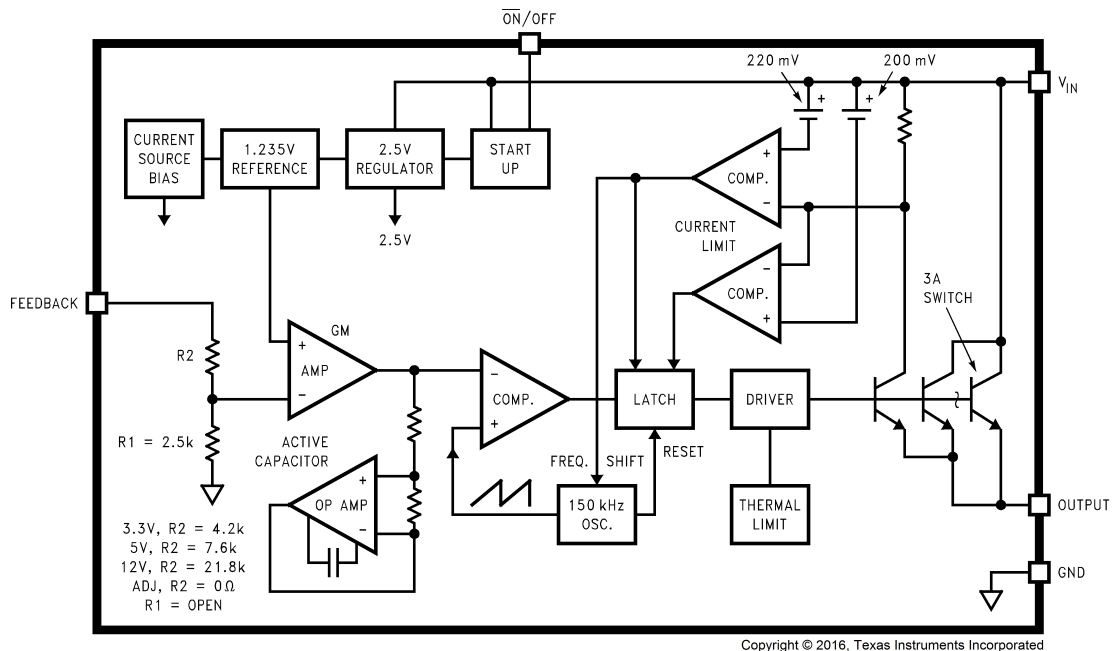 ON/OFF
220 mV
200 mV
VIN
CURRENT
SOURCE
BIAS
1.235V
REFERENCE
2.5V
REGULATOR
START
UP
2.5V
+
COMP.
−
CURRENT
LIMIT
−
COMP.
+
+
+
3A
SWITCH
FEEDBACK
R2
R1 = 2.5k
GM
+
AMP
−
−
COMP.
+
LATCH
DRIVER
ACTIVE
CAPACITOR
+
OP AMP
−
FREQ. SHIFT
RESET
150 kHz
OSC.
THERMAL
LIMIT
OUTPUT
GND
3.3V, R2 = 4.2k
5V, R2 = 7.6k
12V, R2 = 21.8k
ADJ, R2 = 0Ω
R1 = OPEN
Copyright © 2016, Texas Instruments Incorporated